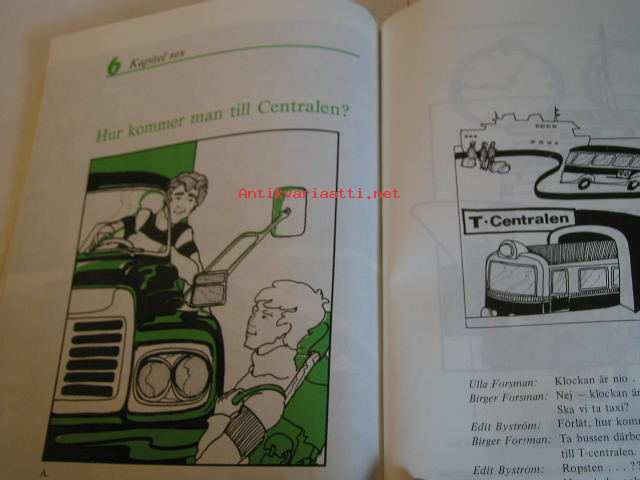 6 Kapitel sex
Hur kommer man till Centralen?
Antikvariaatti.net
A.
T·Centralen
Ulla Forsman: Klockan är nio . .
Birger Forsman: Nej – klockan är
Ska vi ta taxi?
Edit Byström: Förlåt, hur komm
Birger Forsman: Ta bussen därbo
till T-centralen.
Edit Byström: Ropsten . . . ??